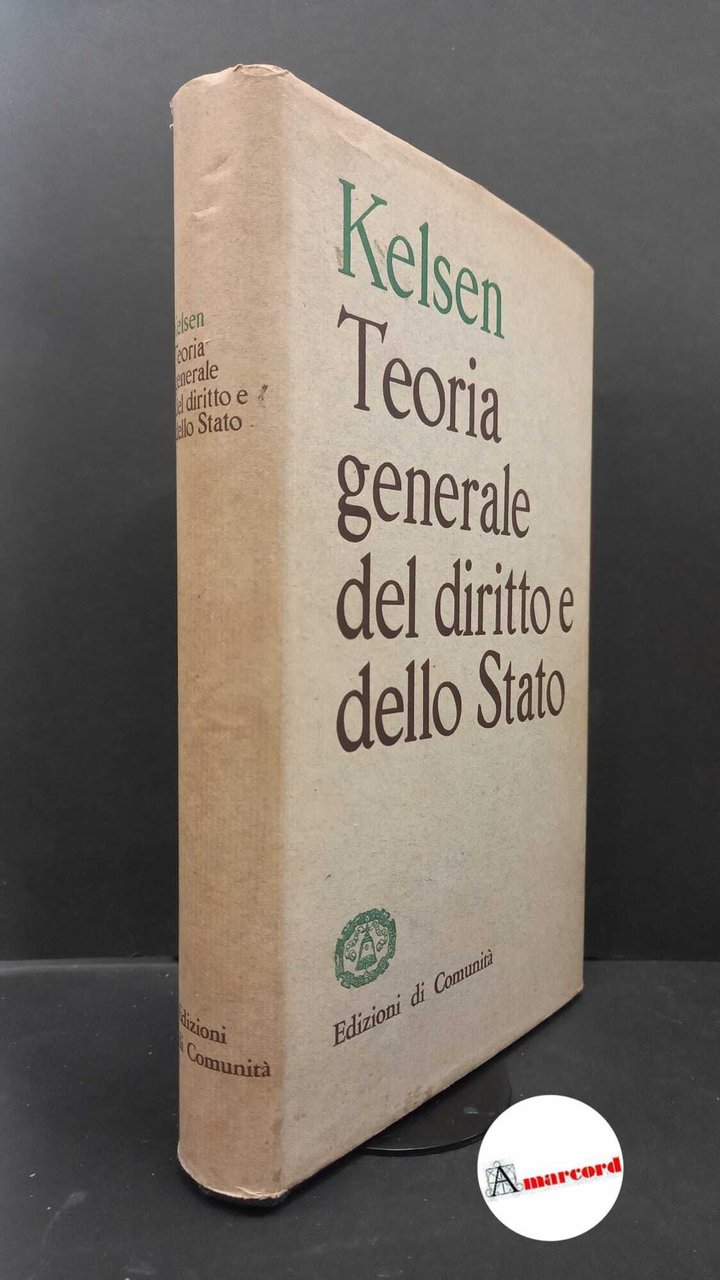 Kelsen
Teoria
generale
del diritto e
dello Stato
Edizioni di Comunità
Kelsen
Teoria
generale
del diritto e
dello Stato
Edizioni
di Comunità
Amarcord